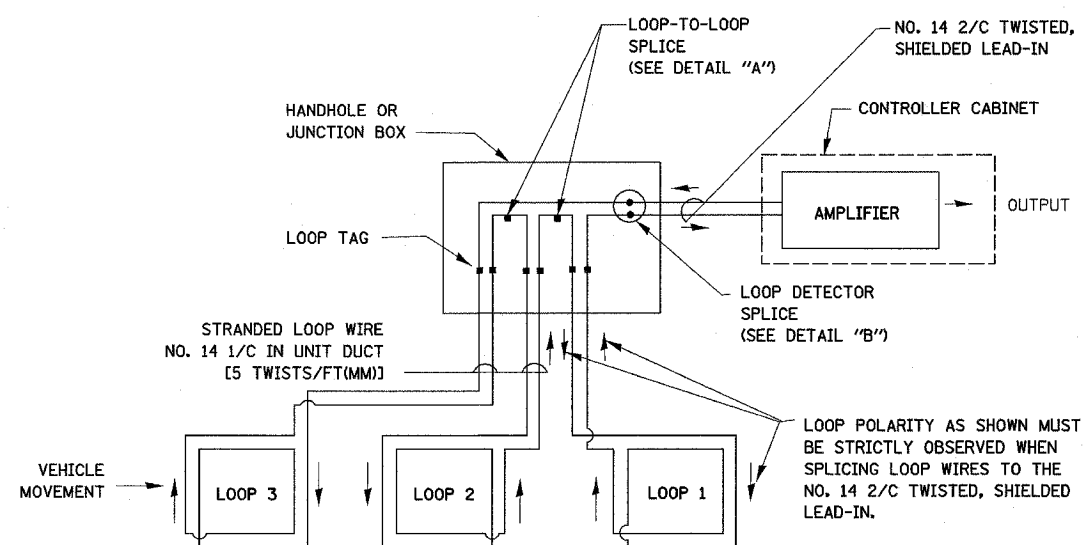 LOOP-TO-LOOP
SPLICE
(SEE DETAIL "A")
NO. 14 2/C TWISTED,
SHIELDED LEAD-IN
HANDHOLE OR
JUNCTION BOX
CONTROLLER CABINET
AMPLIFIER
OUTPUT
LOOP TAG
LOOP DETECTOR
SPLICE
(SEE DETAIL "B")
STRANDED LOOP WIRE
NO. 14 1/C IN UNIT DUCT
[5 TWISTS/FT(MM)]
LOOP POLARITY AS SHOWN MUST
BE STRICTLY OBSERVED WHEN
SPLICING LOOP WIRES TO THE
NO. 14 2/C TWISTED, SHIELDED
LEAD-IN.
VEHICLE
MOVEMENT
LOOP 3
LOOP 2
LOOP 1